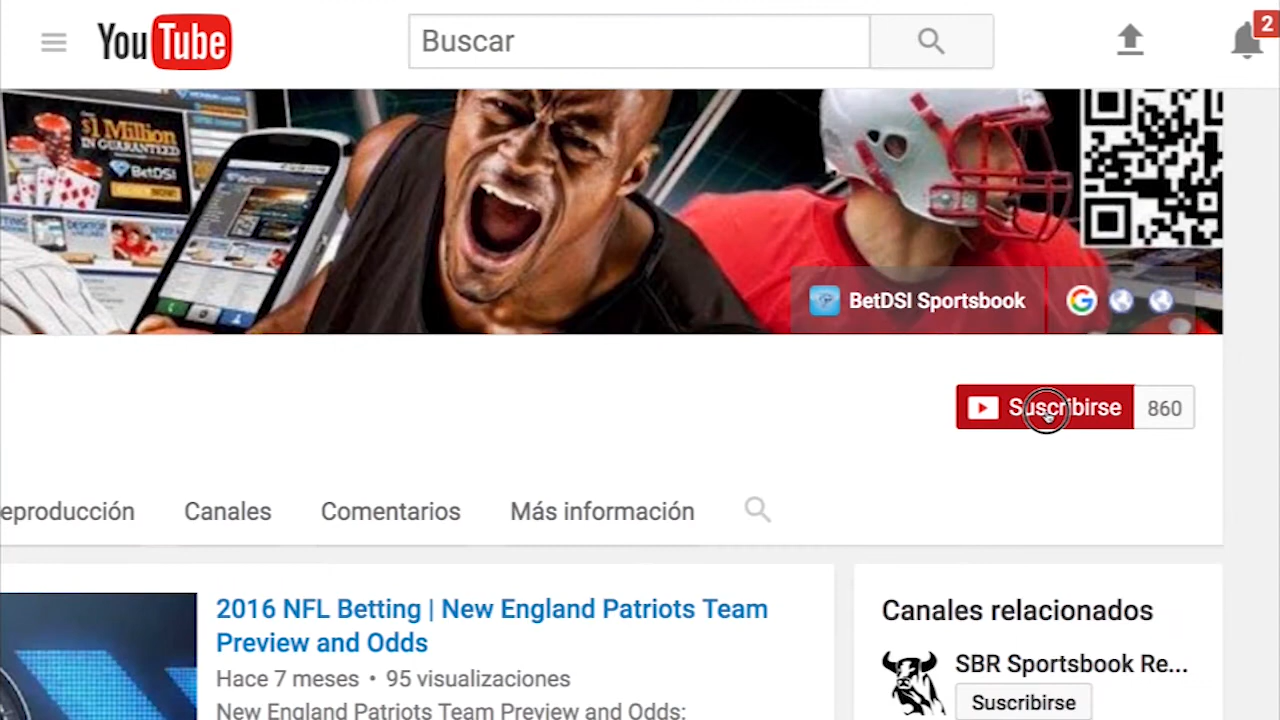 YouTube
Buscar
2
$1 Million
IN GUARANTEED
BetDSI
BetDSI Sportsbook
Suscribirse
860
eproducción
Canales
Comentarios
Más información
2016 NFL Betting | New England Patriots Team
Preview and Odds
Hace 7 meses • 95 visualizaciones
New England Patriots Team Preview and Odds:
Canales relacionados
SBR Sportsbook Re...
Suscribirse